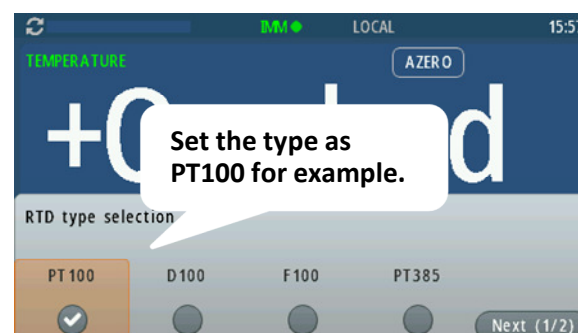 IMM LOCAL 15:57
TEMPERATURE AZERO
Set the type as
PT100 for example.
RTD type selection
PT100 D100 F100 PT385
Next (1/2)